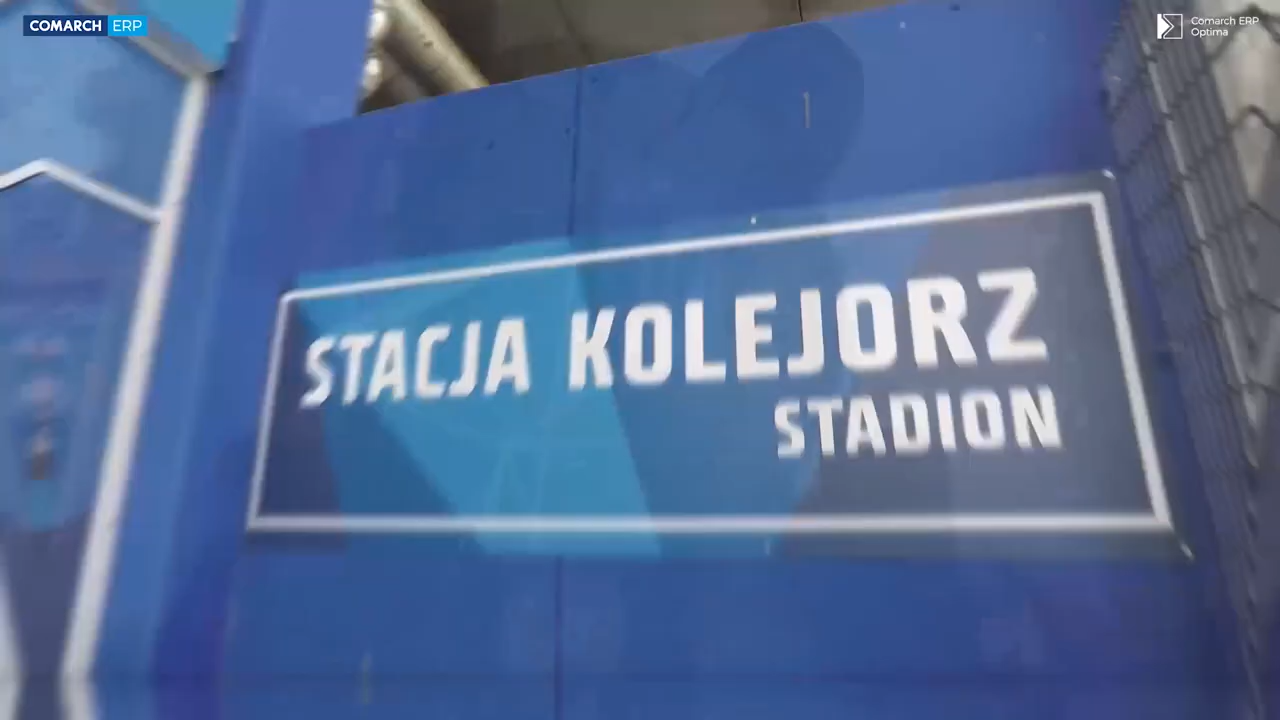 COMARCH ERP
Comarch ERP
Optima
STACJA KOLEJORZ
STADION